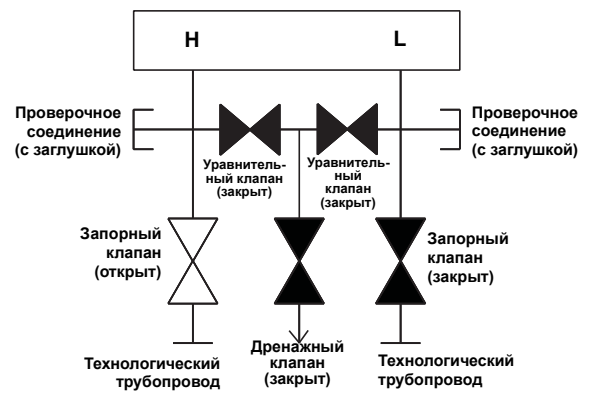 H
L
Проверочное
соединение
(с заглушкой)
Проверочное
соединение
(с заглушкой)
Уравнитель-
ный клапан
(закрыт)
Уравнитель-
ный
клапан
(закрыт)
Запорный
клапан
(открыт)
Запорный
клапан
(закрыт)
Технологический
трубопровод
Дренажный
клапан
(закрыт)
Технологический
трубопровод